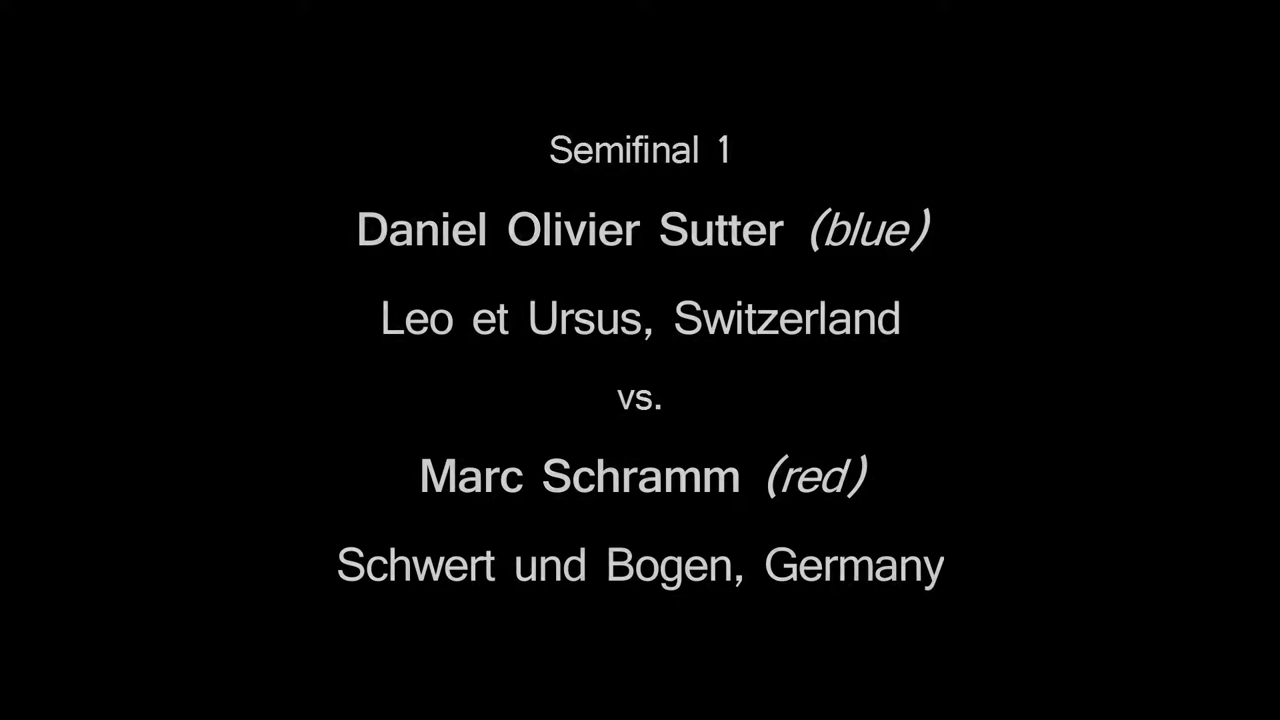 Semifinal 1
Daniel Olivier Sutter (blue)
Leo et Ursus, Switzerland
vs.
Marc Schramm (red)
Schwert und Bogen, Germany